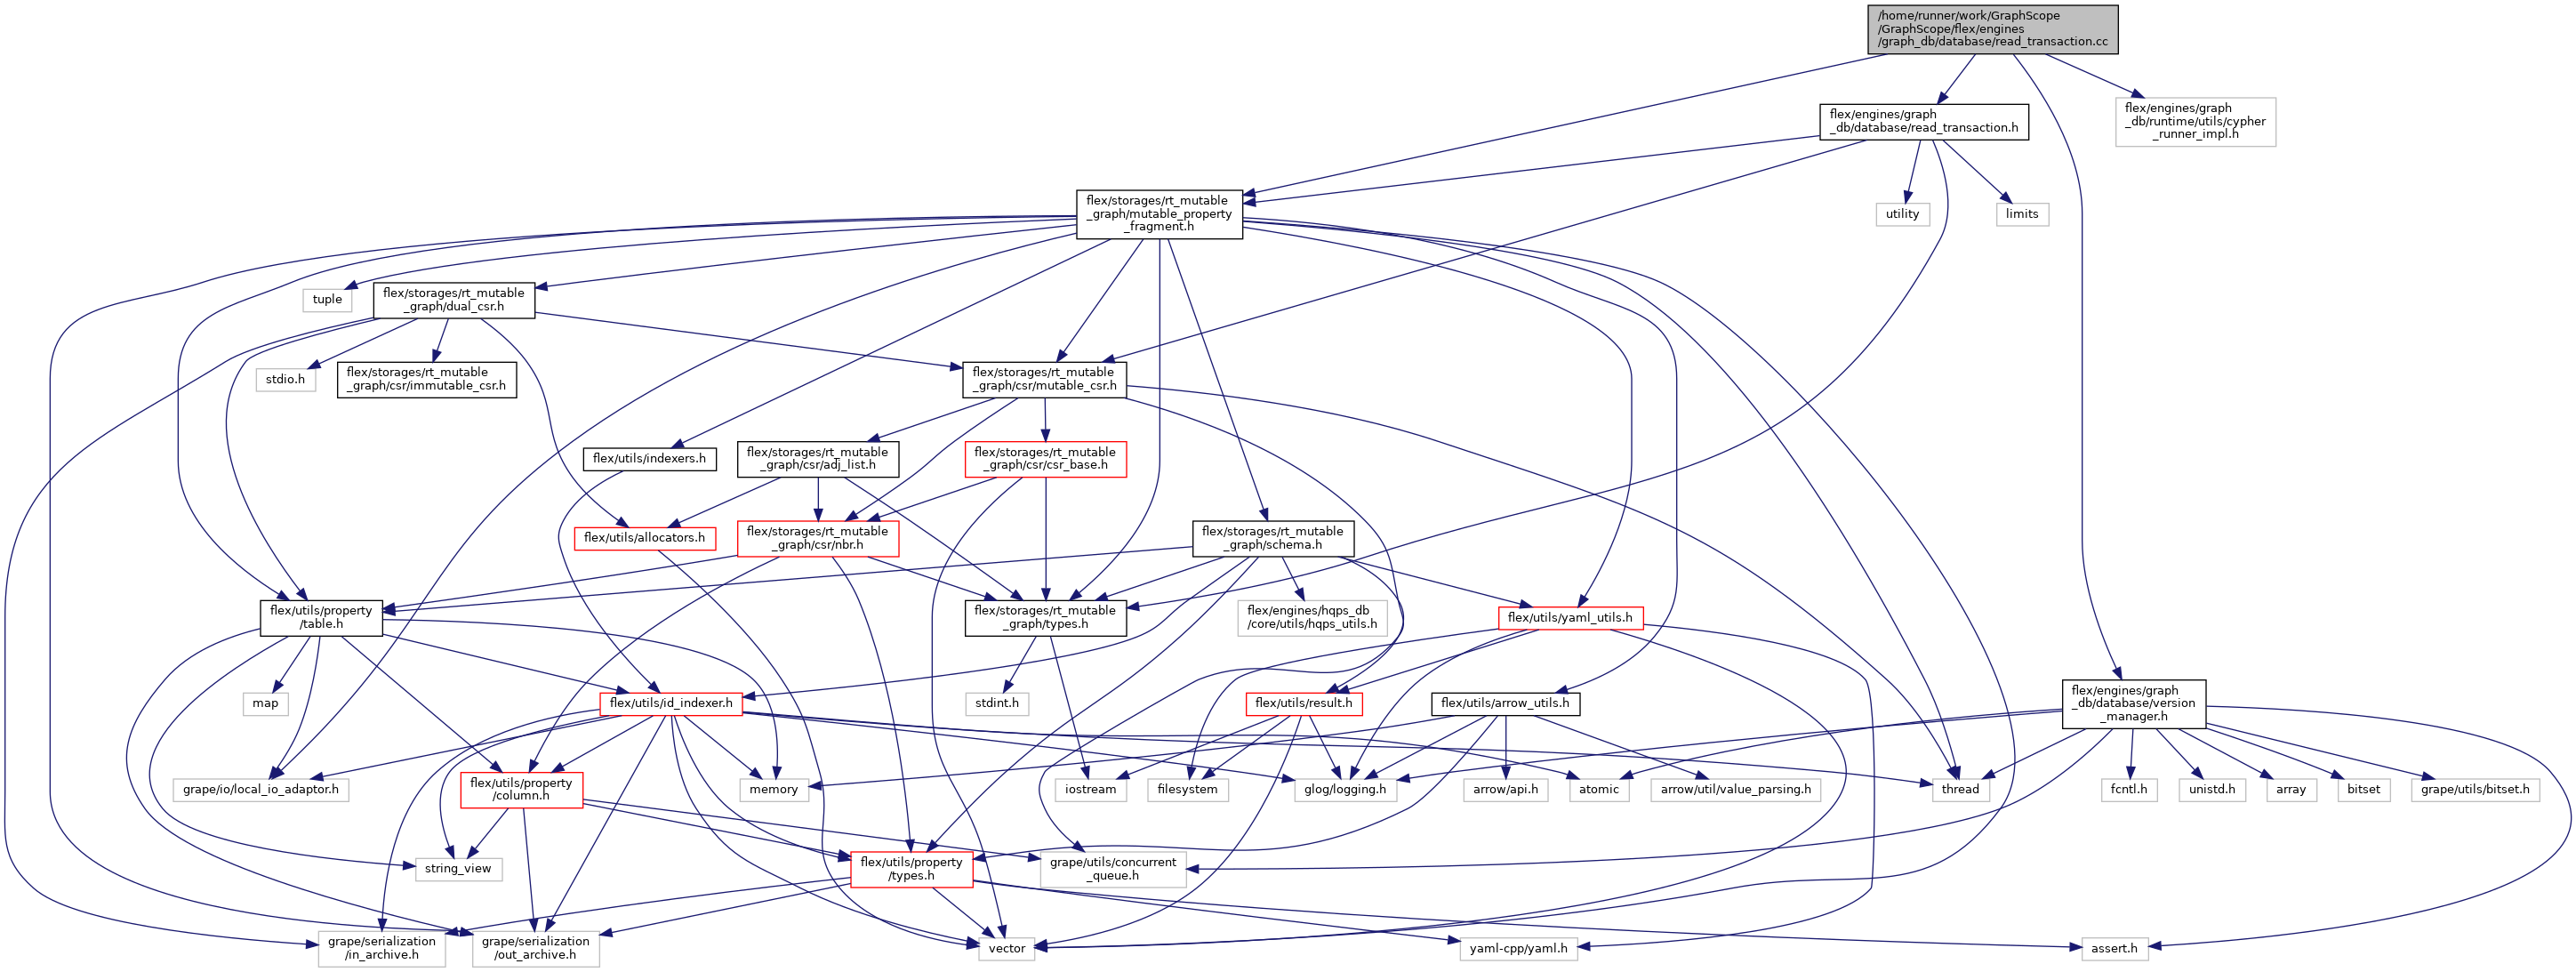 /home/runner/work/GraphScope
/GraphScope/flex/engines
/graph_db/database/read_transaction.cc
flex/engines/graph
_db/database/read_transaction.h
flex/engines/graph
_db/runtime/utils/cypher
_runner_impl.h
flex/storages/rt_mutable
_graph/mutable_property
_fragment.h
utility
limits
tuple
flex/storages/rt_mutable
_graph/dual_csr.h
stdio.h
flex/storages/rt_mutable
_graph/csr/immutable_csr.h
flex/storages/rt_mutable
_graph/csr/mutable_csr.h
flex/utils/indexers.h
flex/storages/rt_mutable
_graph/csr/adj_list.h
flex/storages/rt_mutable
_graph/csr/csr_base.h
flex/utils/allocators.h
flex/storages/rt_mutable
_graph/csr/nbr.h
flex/storages/rt_mutable
_graph/schema.h
flex/utils/property
/table.h
flex/storages/rt_mutable
_graph/types.h
flex/engines/hqps_db
/core/utils/hqps_utils.h
flex/utils/yaml_utils.h
map
flex/utils/id_indexer.h
stdint.h
flex/utils/result.h
flex/utils/arrow_utils.h
flex/engines/graph
_db/database/version
_manager.h
grape/io/local_io_adaptor.h
flex/utils/property
/column.h
memory
iostream
filesystem
glog/logging.h
arrow/api.h
atomic
arrow/util/value_parsing.h
thread
fcntl.h
unistd.h
array
bitset
grape/utils/bitset.h
string_view
flex/utils/property
/types.h
grape/utils/concurrent
_queue.h
grape/serialization
/in_archive.h
grape/serialization
/out_archive.h
vector
yaml-cpp/yaml.h
assert.h